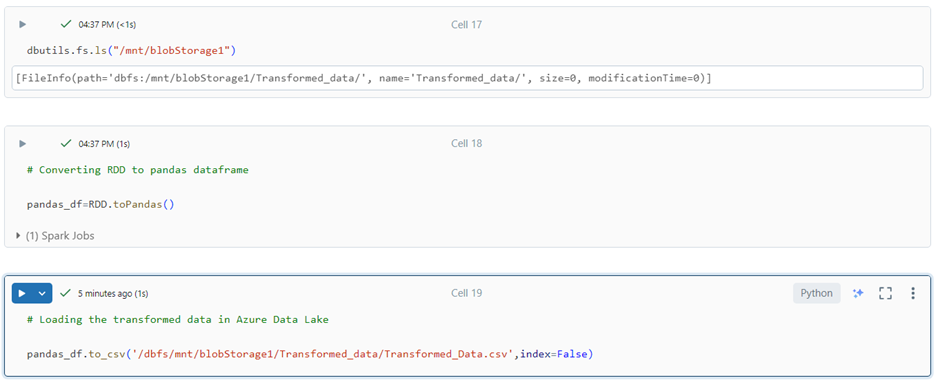 04:37 PM (<1s)
Cell 17
dbutils.fs.ls("/mnt/blobStorage1")
[FileInfo(path='dbfs:/mnt/blobStorage1/Transformed_data/', name='Transformed_data/', size=0, modificationTime=0)]
04:37 PM (1s)
Cell 18
# Converting RDD to pandas dataframe
pandas_df=RDD.toPandas()
(1) Spark Jobs
5 minutes ago (1s)
Cell 19
Python
# Loading the transformed data in Azure Data Lake
pandas_df.to_csv('/dbfs/mnt/blobStorage1/Transformed_data/Transformed_Data.csv',index=False)